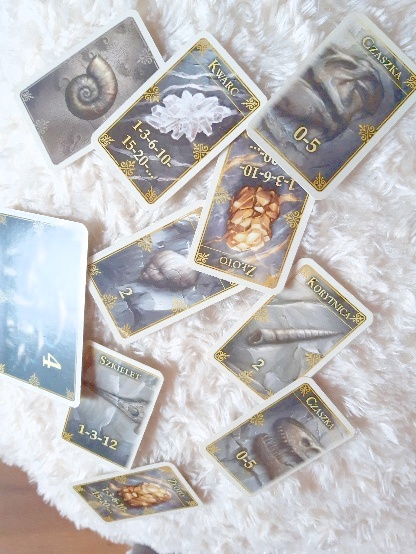 CZASZKA
0-5
KWARC
1-3-6-10-
15-20-...
1-3-6-10-
ZŁOTO
2
KORYTNICA
2
4
SZKIELET
1-3-12
CZASZKA
0-5